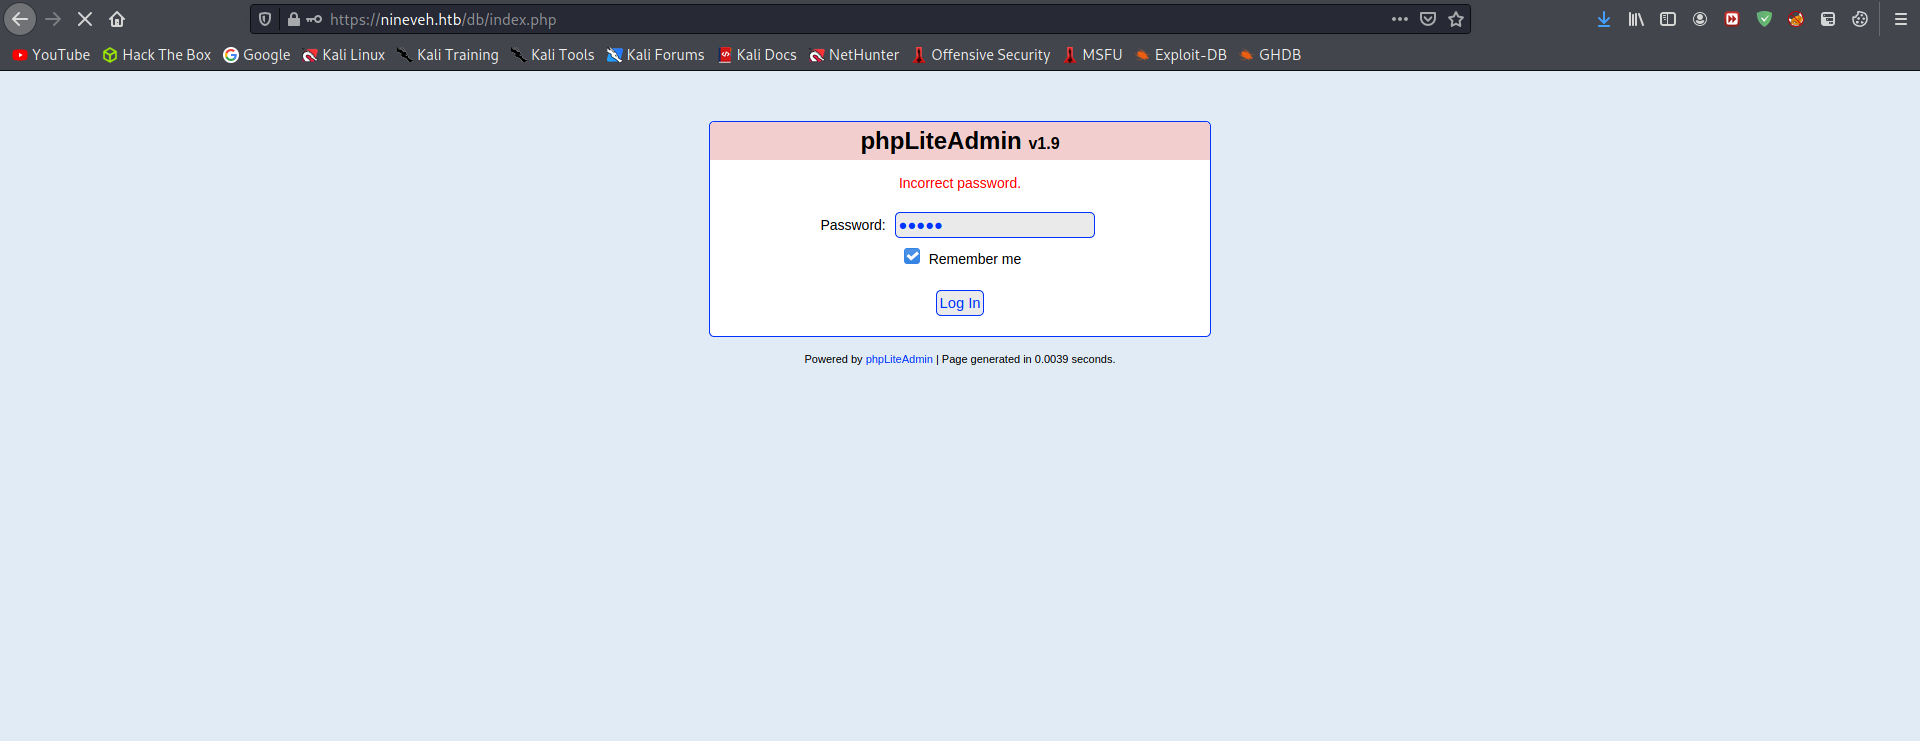 https://nineveh.htb/db/index.php
YouTube Hack The Box Google Kali Linux Kali Training Kali Tools Kali Forums Kali Docs NetHunter Offensive Security MSFU Exploit-DB GHDB
phpLiteAdmin v1.9
Incorrect password.
Password: •••••
Remember me
Log In
Powered by phpLiteAdmin | Page generated in 0.0039 seconds.